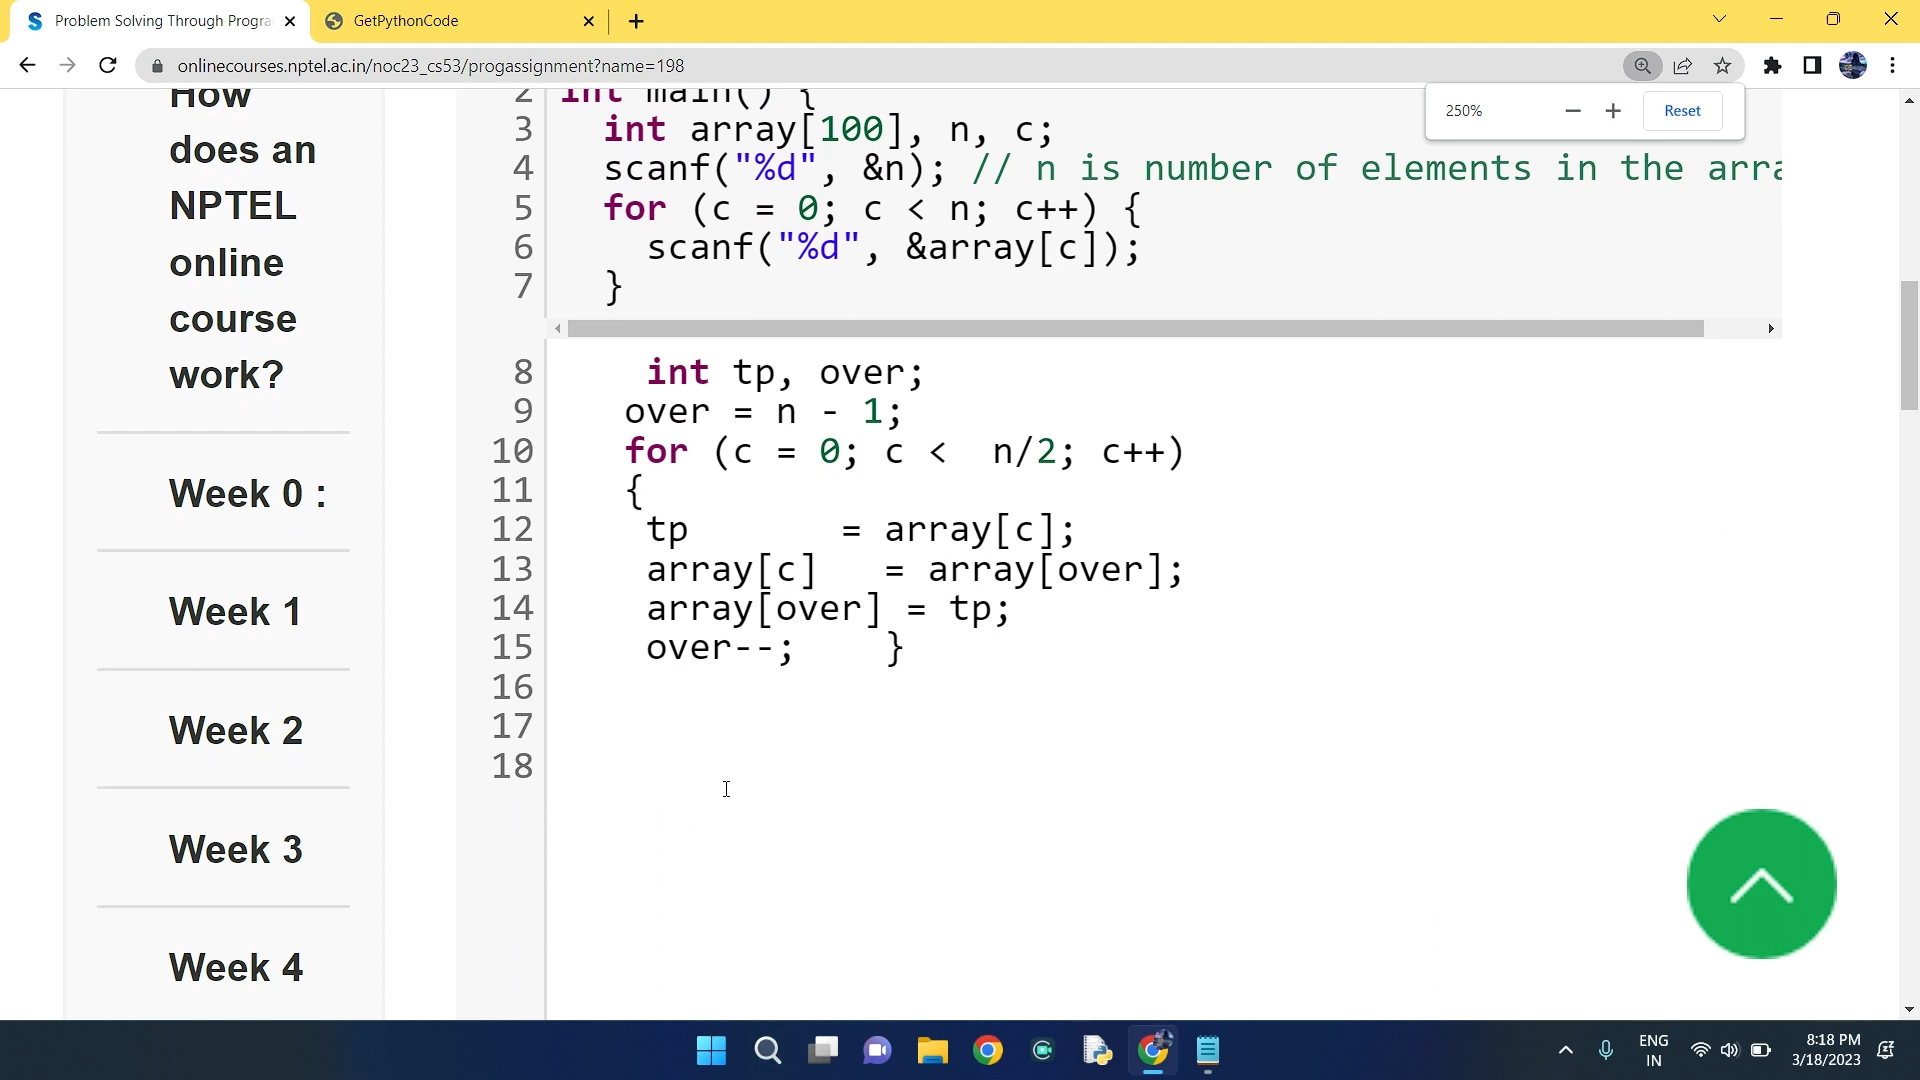 Problem Solving Through Progra
GetPythonCode
onlinecourses.nptel.ac.in/noc23_cs53/progassignment?name=198
250%
Reset
How
does an
NPTEL
online
course
work?
Week 0 :
Week 1
Week 2
Week 3
Week 4
2 int main() {
3 int array[100], n, c;
4 scanf("%d", &n); // n is number of elements in the arra
5 for (c = 0; c < n; c++) {
6 scanf("%d", &array[c]);
7 }
8 int tp, over;
9 over = n - 1;
10 for (c = 0; c <  n/2; c++)
11 {
12 tp       = array[c];
13 array[c]   = array[over];
14 array[over] = tp;
15 over--;    }
16
17
18
ENG
IN
8:18 PM
3/18/2023